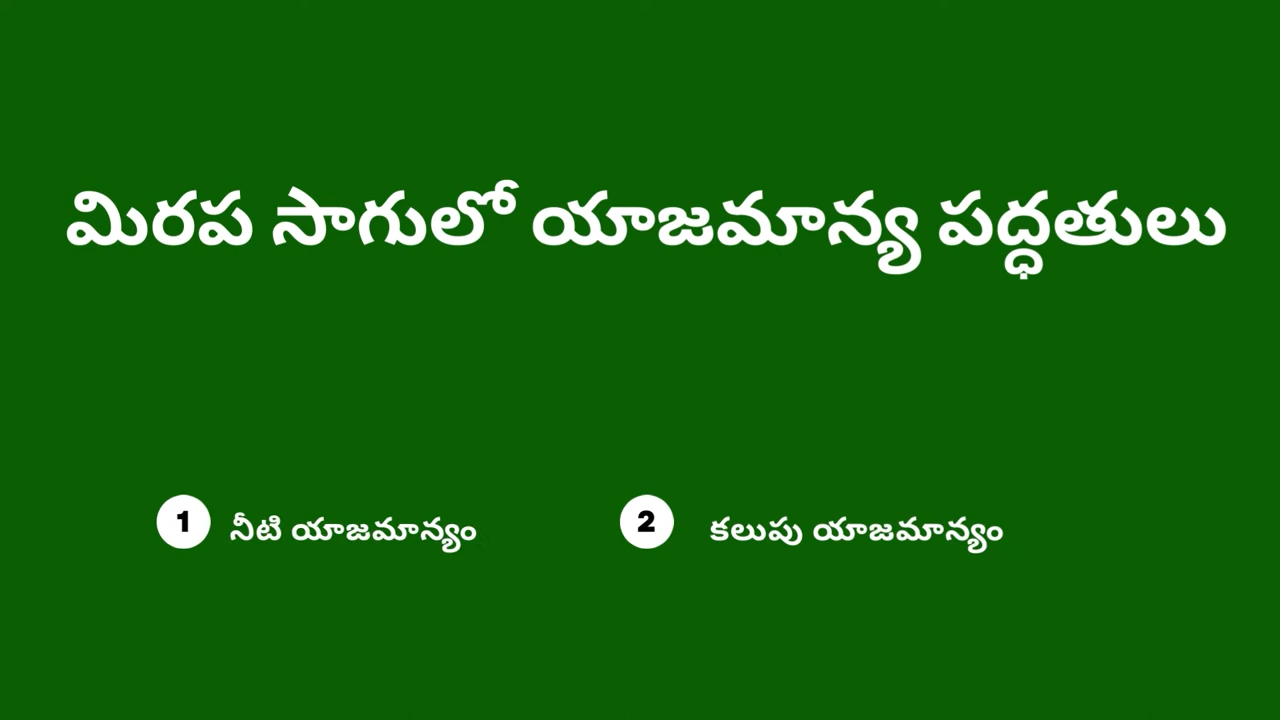 మిరప సాగులో యాజమాన్య పద్ధతులు
1 నీటి యాజమాన్యం
2 కలుపు యాజమాన్యం